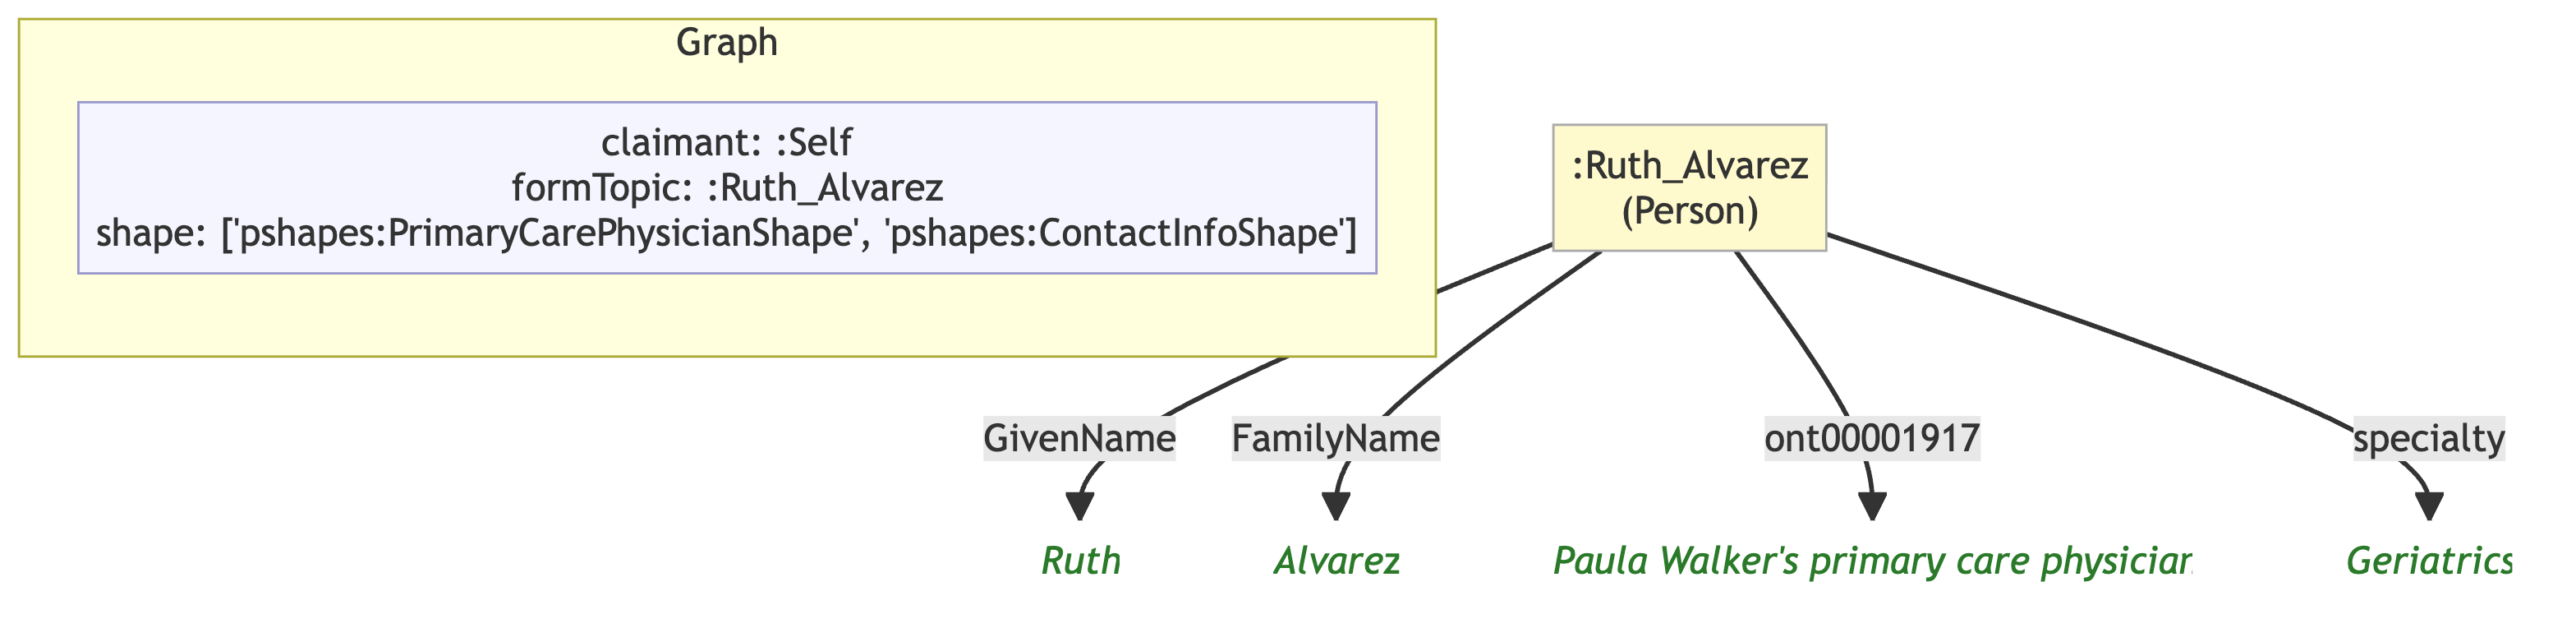 Graph
claimant: :Self
formTopic: :Ruth_Alvarez
shape: ['pshapes:PrimaryCarePhysicianShape', 'pshapes:ContactInfoShape']
:Ruth_Alvarez
(Person)
GivenName
FamilyName
ont00001917
specialty
Ruth
Alvarez
Paula Walker's primary care physician
Geriatrics